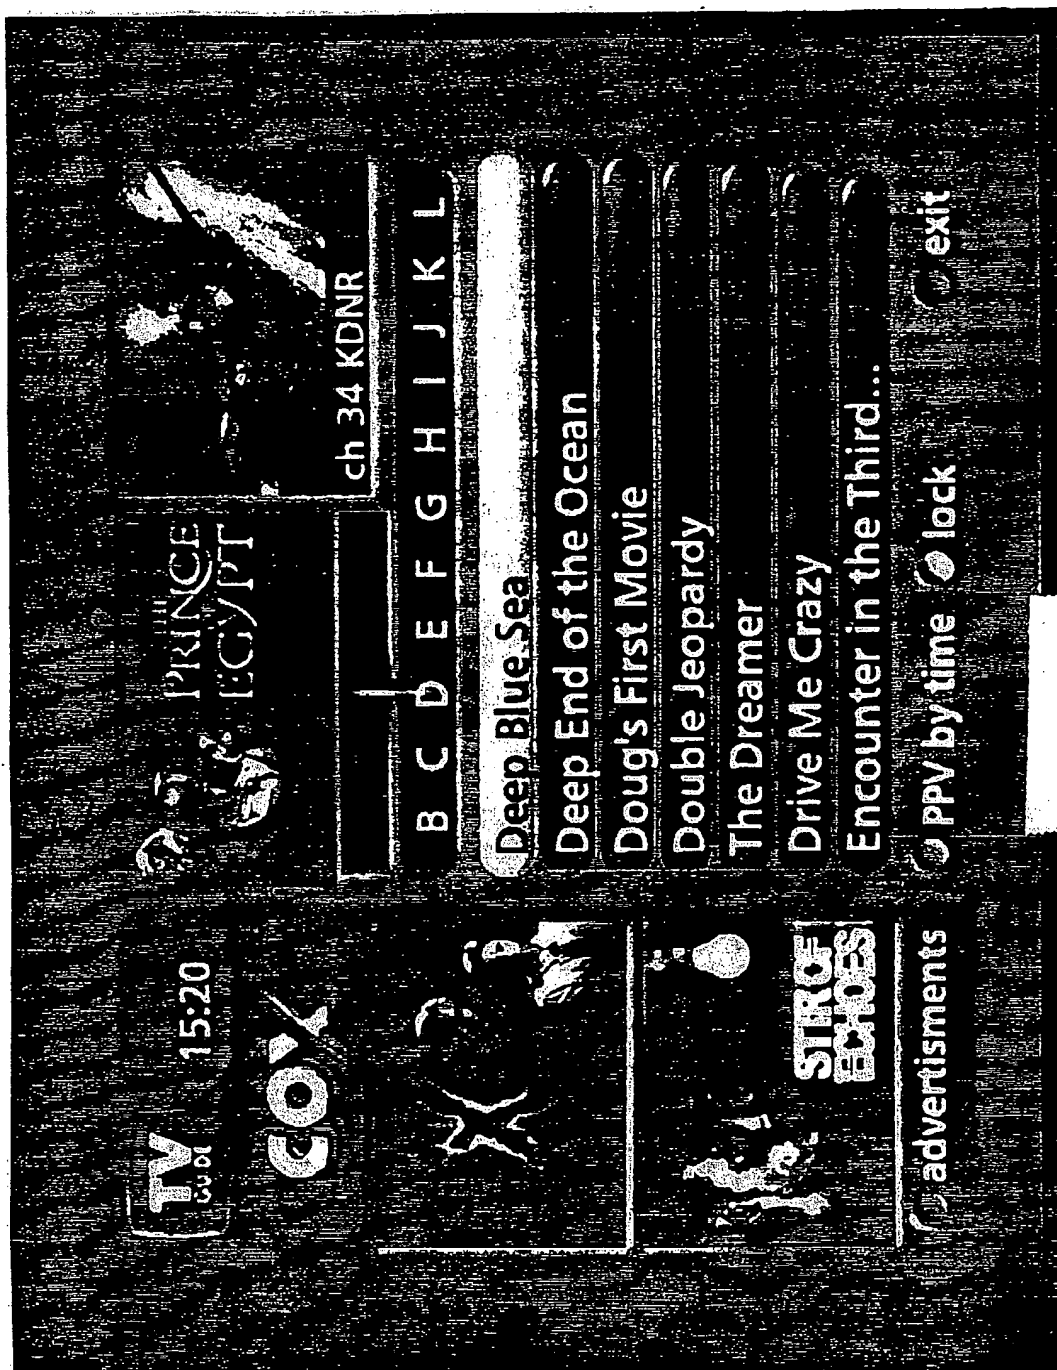 TV
GUIDE
15:20
COX
THE
PRINCE
EGYPT
ch 34 KDNR
B C D E F G H I J K L
Deep Blue Sea
Deep End of the Ocean
Doug's First Movie
Double Jeopardy
The Dreamer
Drive Me Crazy
Encounter in the Third...
STIR OF
ECHOES
advertisments
PPV by time
lock
exit